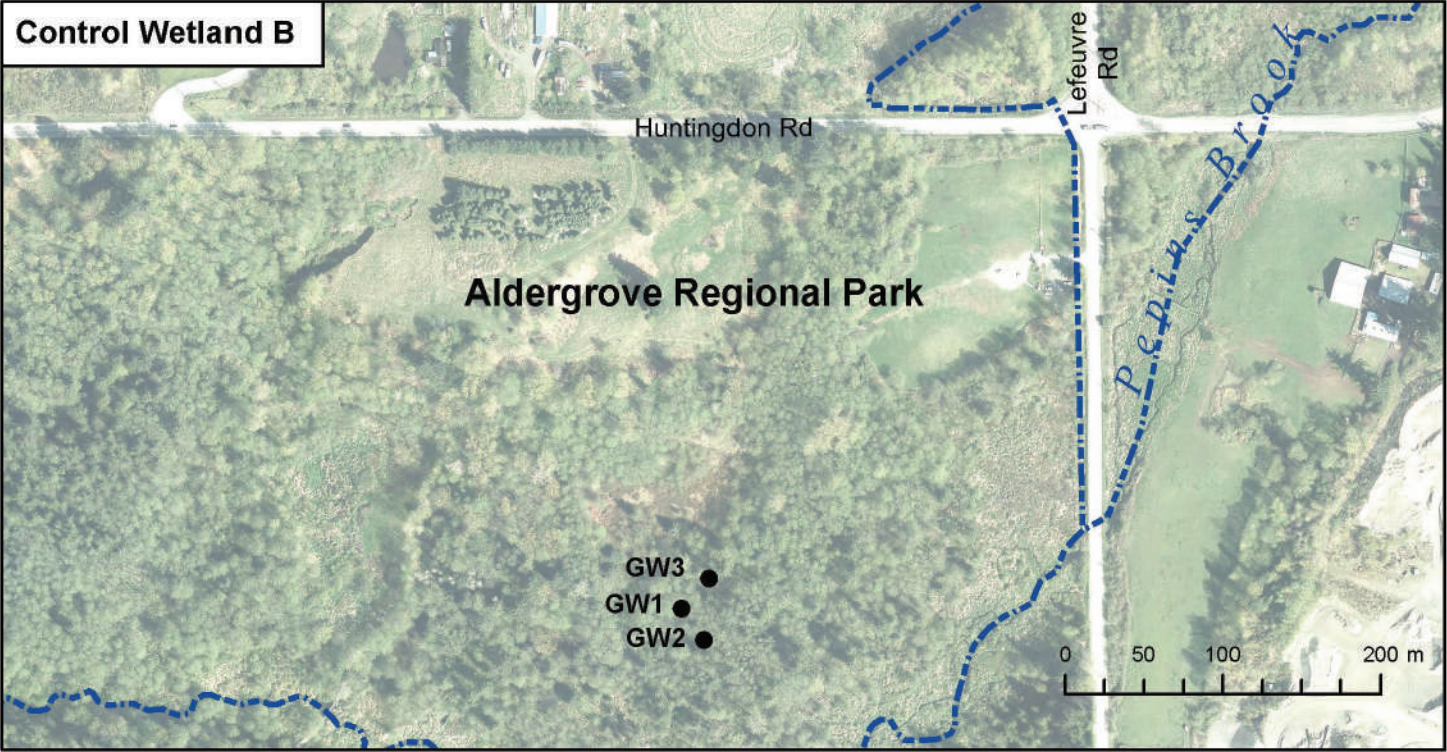 Control Wetland B
Lefeuvre
Rd
Huntingdon Rd
Pepins Brook
Aldergrove Regional Park
GW3
GW1
GW2
0 50 100 200 m